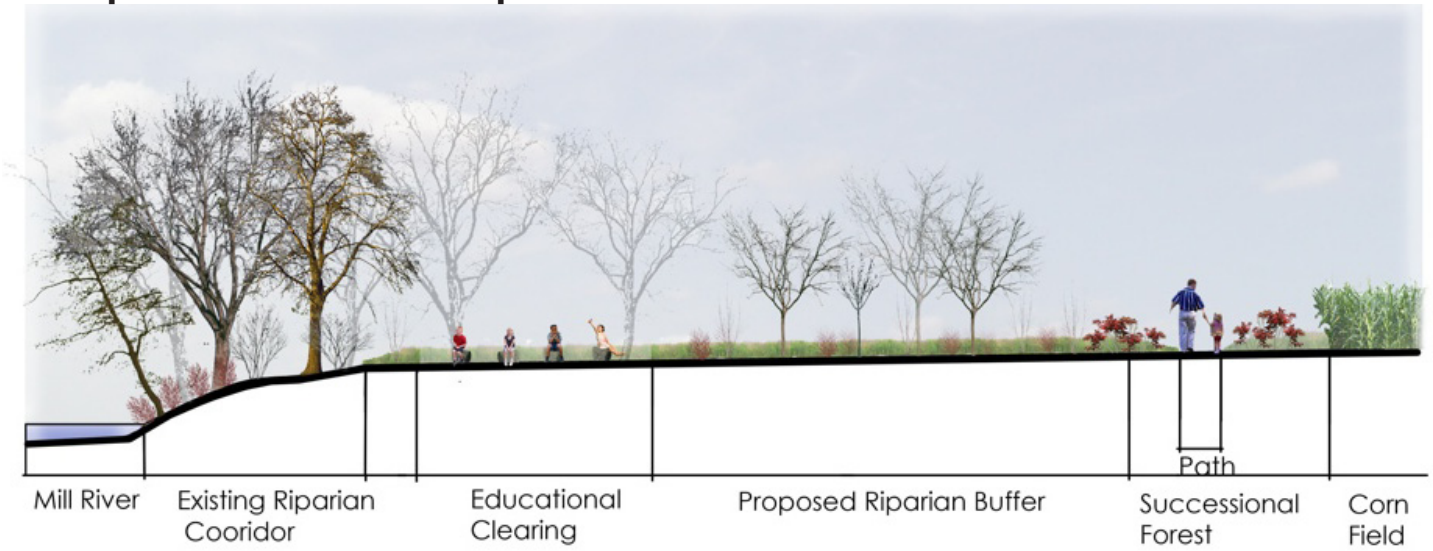 Path
Mill River
Existing Riparian
Cooridor
Educational
Clearing
Proposed Riparian Buffer
Successional
Forest
Corn
Field